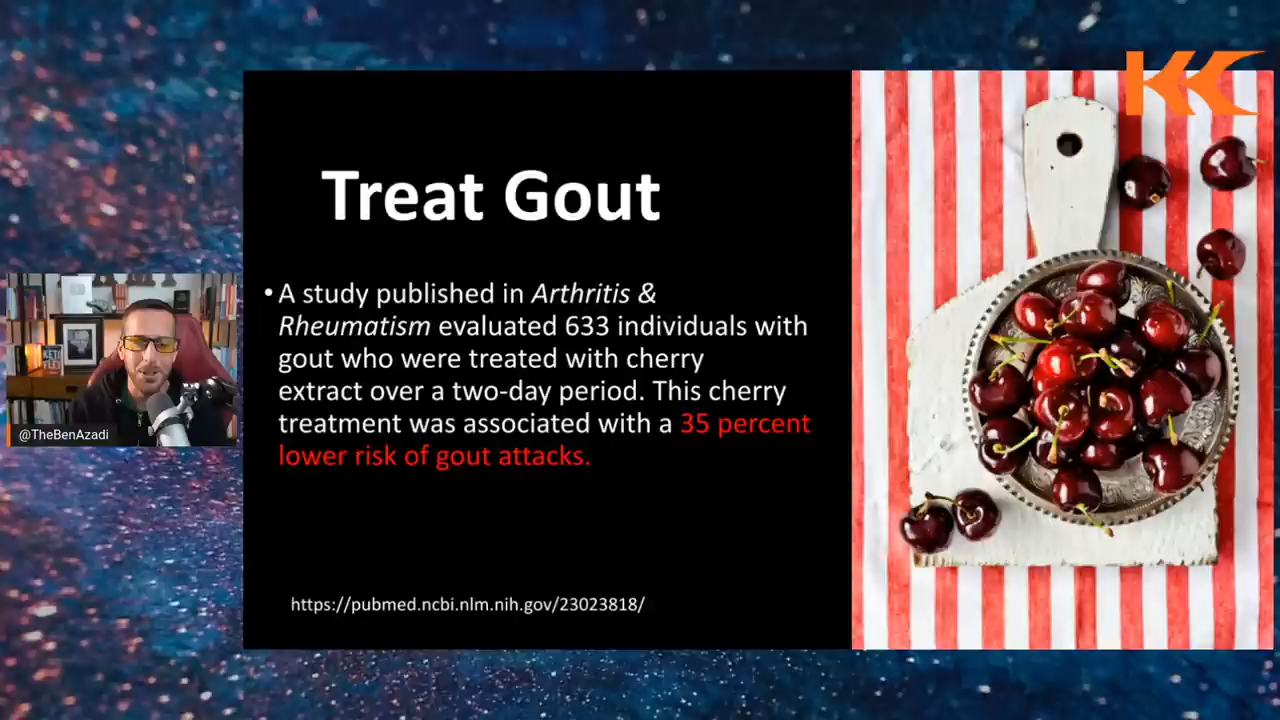 KK
Treat Gout
• A study published in Arthritis &
Rheumatism evaluated 633 individuals with
gout who were treated with cherry
extract over a two-day period. This cherry
treatment was associated with a 35 percent
lower risk of gout attacks.
KETO
FLEX
@TheBenAzadi
https://pubmed.ncbi.nlm.nih.gov/23023818/